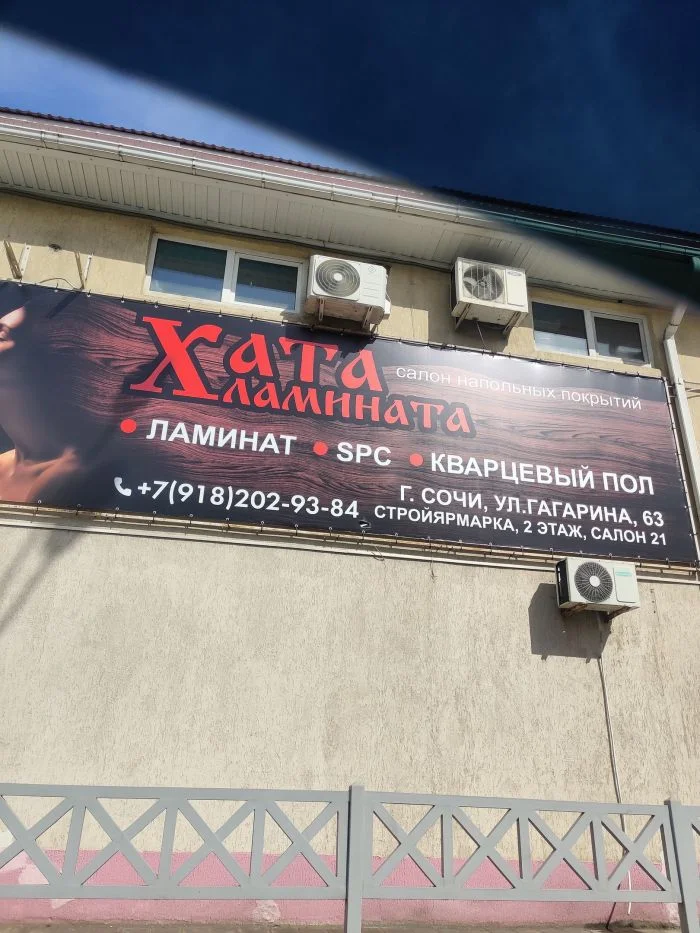 Хата
ламината
салон напольных покрытий
• ЛАМИНАТ • SPC • КВАРЦЕВЫЙ ПОЛ
+7(918)202-93-84
Г. СОЧИ, УЛ.ГАГАРИНА, 63
СТРОЙЯРМАРКА, 2 ЭТАЖ, САЛОН 21